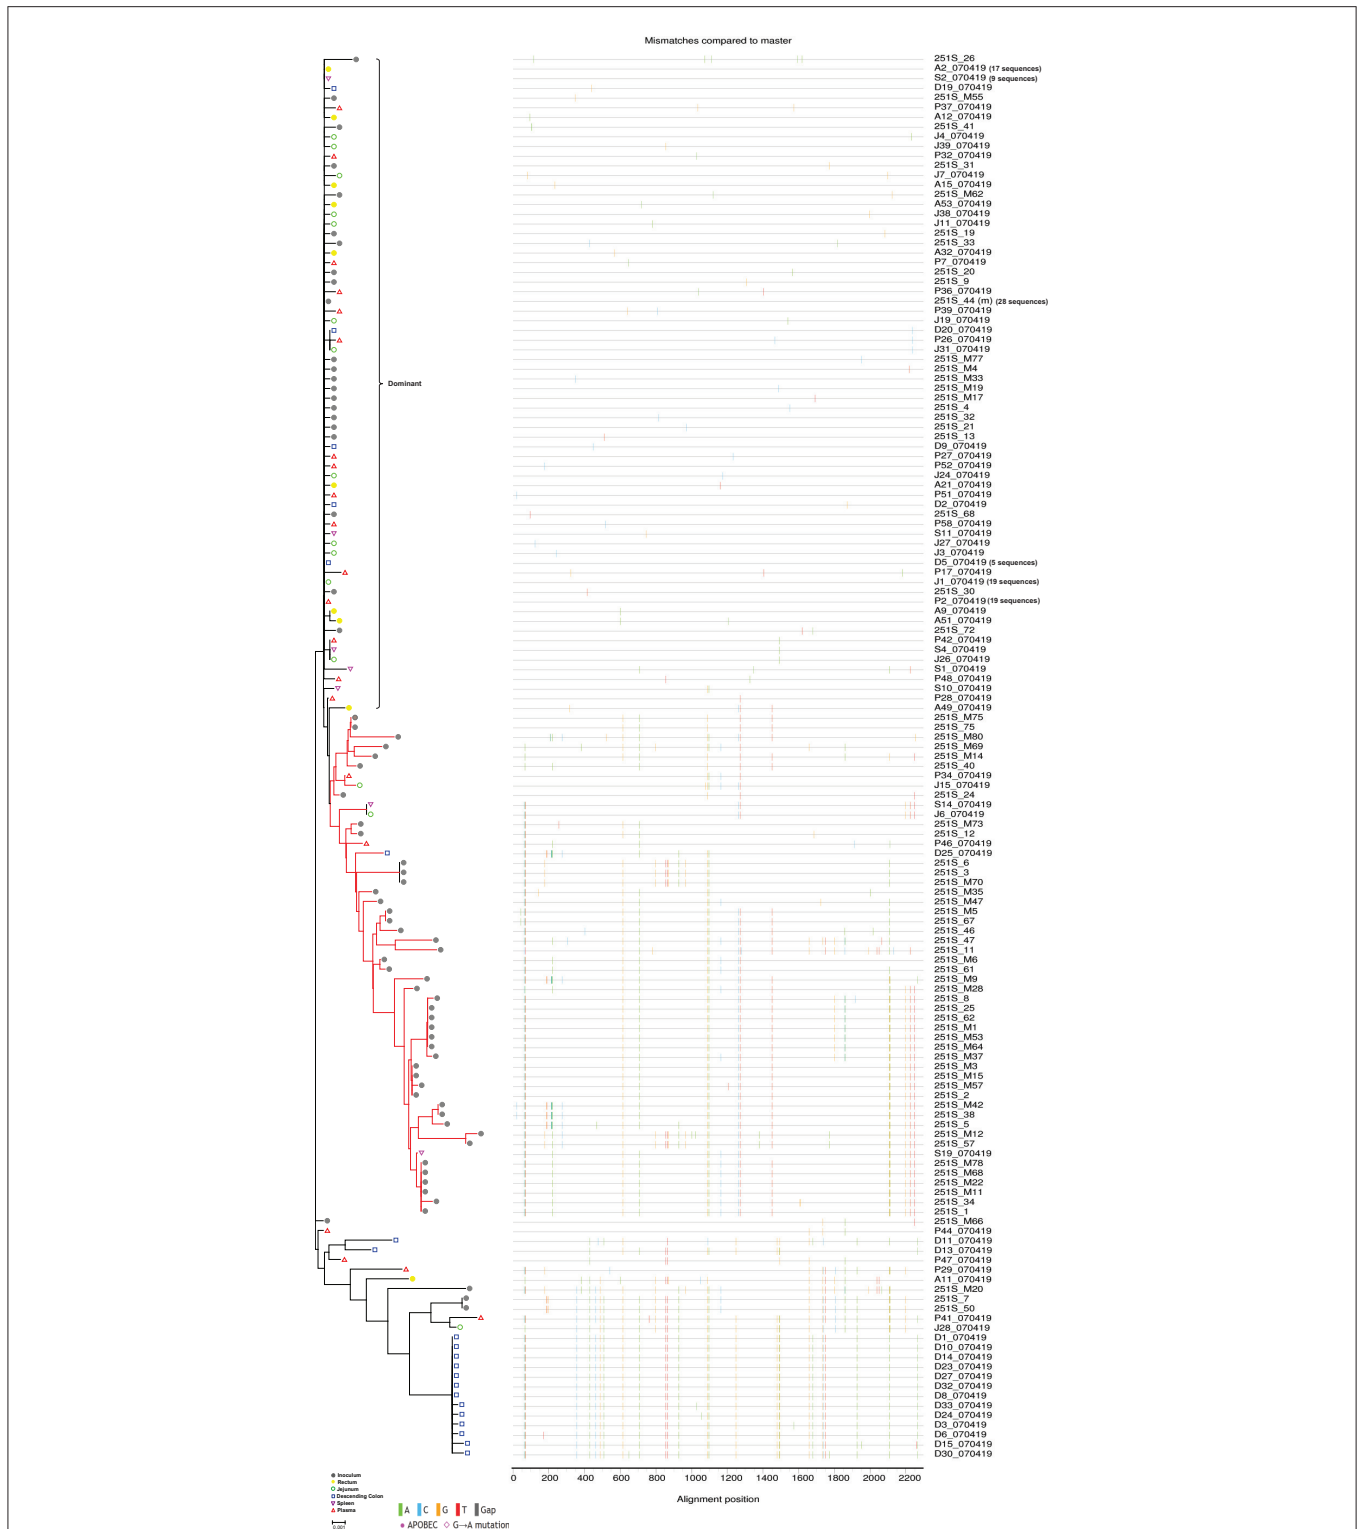 Mismatches compared to master
251S_26
A2_070419 (17 sequences)
S2_070419 (9 sequences)
D19_070419
251S_M55
P37_070419
A12_070419
251S_41
J4_070419
J39_070419
P32_070419
251S_31
J7_070419
A15_070419
251S_M62
A53_070419
J38_070419
J11_070419
251S_19
251S_33
A32_070419
P7_070419
251S_20
251S_9
P36_070419
251S_44 (m) (28 sequences)
P39_070419
J19_070419
D20_070419
P26_070419
J31_070419
251S_M77
251S_M4
251S_M33
Dominant
251S_M19
251S_M17
251S_4
251S_32
251S_21
251S_13
D9_070419
P27_070419
P52_070419
J24_070419
A21_070419
P51_070419
D2_070419
251S_68
P58_070419
S11_070419
J27_070419
J3_070419
D5_070419 (5 sequences)
P17_070419
J1_070419 (19 sequences)
251S_30
P2_070419 (19 sequences)
A9_070419
A51_070419
251S_72
P42_070419
S4_070419
J26_070419
S1_070419
P48_070419
S10_070419
P28_070419
A49_070419
251S_M75
251S_75
251S_M80
251S_M69
251S_M14
251S_40
P34_070419
J15_070419
251S_24
S14_070419
J6_070419
251S_M73
251S_12
P46_070419
D25_070419
251S_6
251S_3
251S_M70
251S_M35
251S_M47
251S_M5
251S_67
251S_46
251S_47
251S_11
251S_M6
251S_61
251S_M9
251S_M28
251S_8
251S_25
251S_62
251S_M1
251S_M53
251S_M64
251S_M37
251S_M3
251S_M15
251S_M57
251S_2
251S_M42
251S_38
251S_5
251S_M12
251S_57
S19_070419
251S_M78
251S_M68
251S_M22
251S_M11
251S_34
251S_1
251S_M66
P44_070419
D11_070419
D13_070419
P47_070419
P29_070419
A11_070419
251S_M20
251S_7
251S_50
P41_070419
J28_070419
D1_070419
D10_070419
D14_070419
D23_070419
D27_070419
D32_070419
D8_070419
D33_070419
D24_070419
D3_070419
D6_070419
D15_070419
D30_070419
0 200 400 600 800 1000 1200 1400 1600 1800 2000 2200
Alignment position
Inoculum
Rectum
Jejunum
Descending Colon
Spleen
Plasma
0.001
A C G T Gap
APOBEC G→A mutation